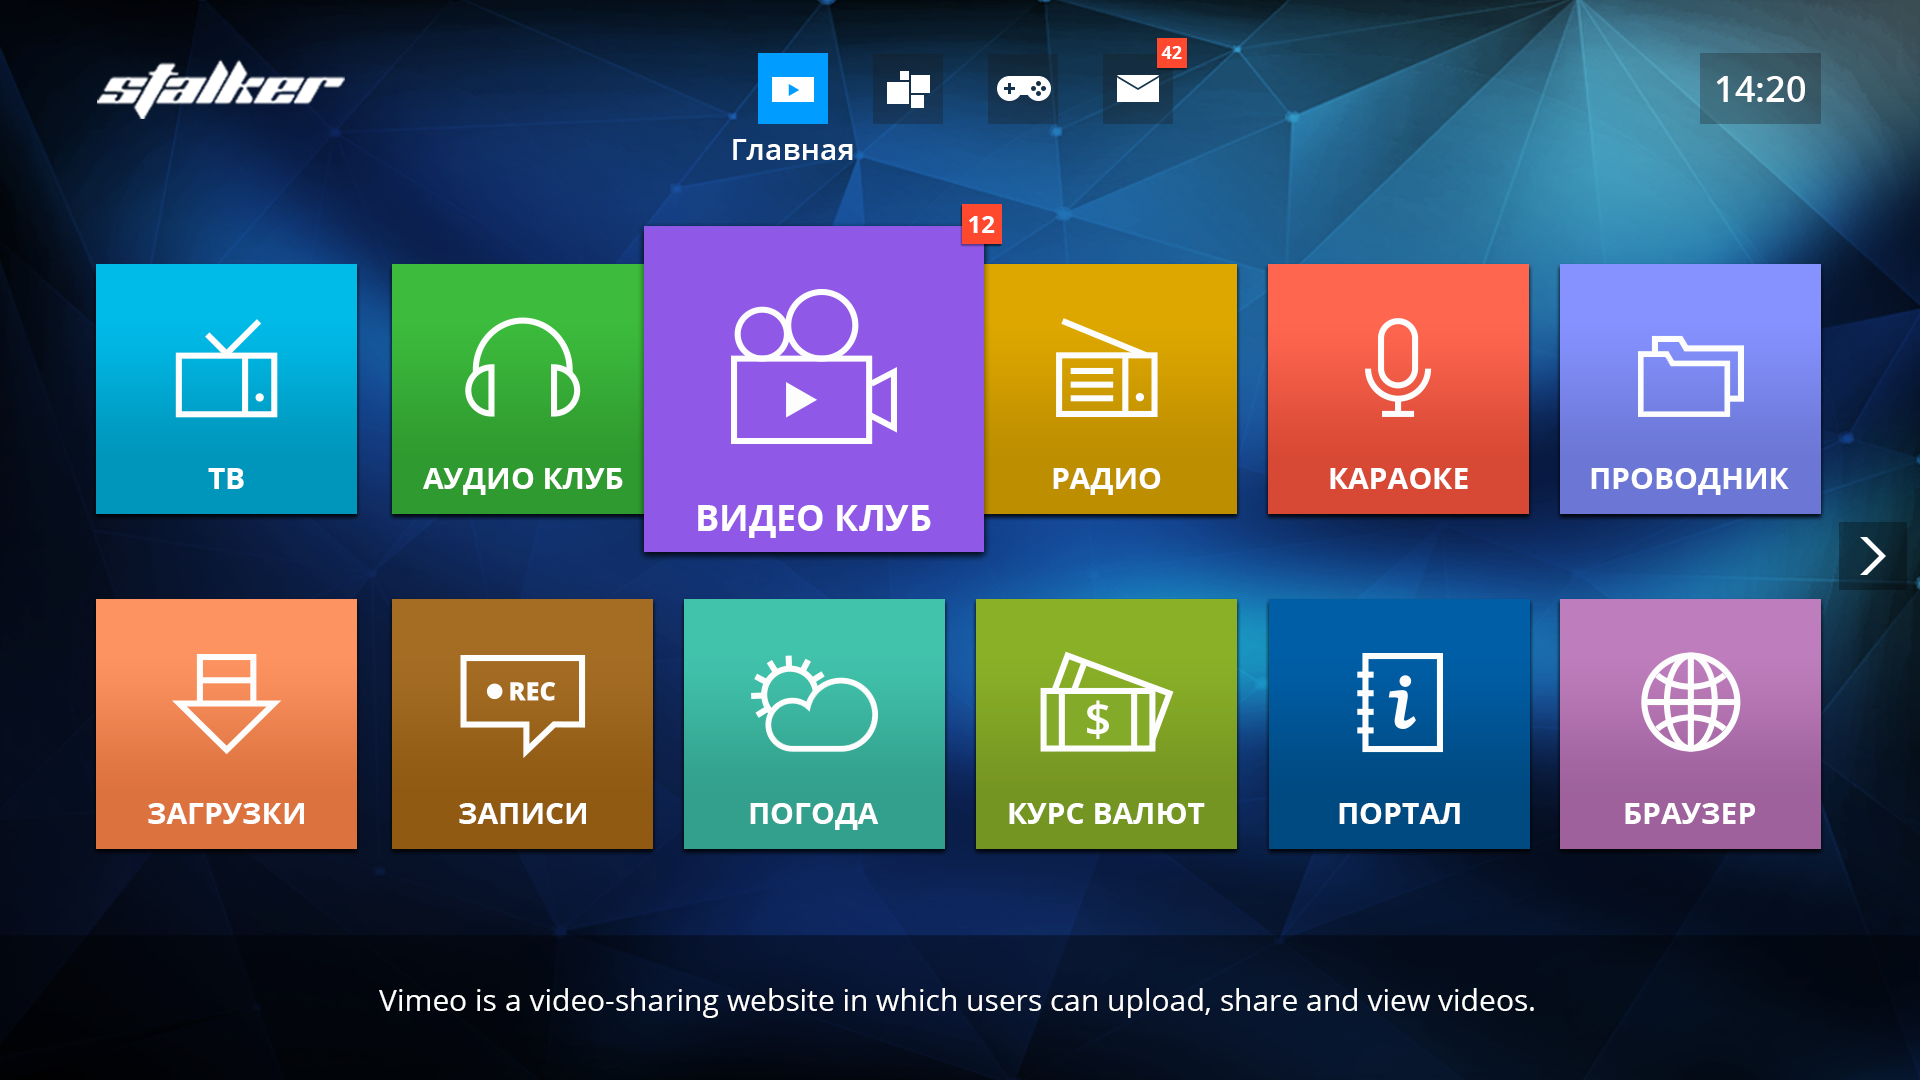 stalker
42
14:20
Главная
12
ТВ
АУДИО КЛУБ
ВИДЕО КЛУБ
РАДИО
КАРАОКЕ
ПРОВОДНИК
REC
$
i
ЗАГРУЗКИ
ЗАПИСИ
ПОГОДА
КУРС ВАЛЮТ
ПОРТАЛ
БРАУЗЕР
Vimeo is a video-sharing website in which users can upload, share and view videos.